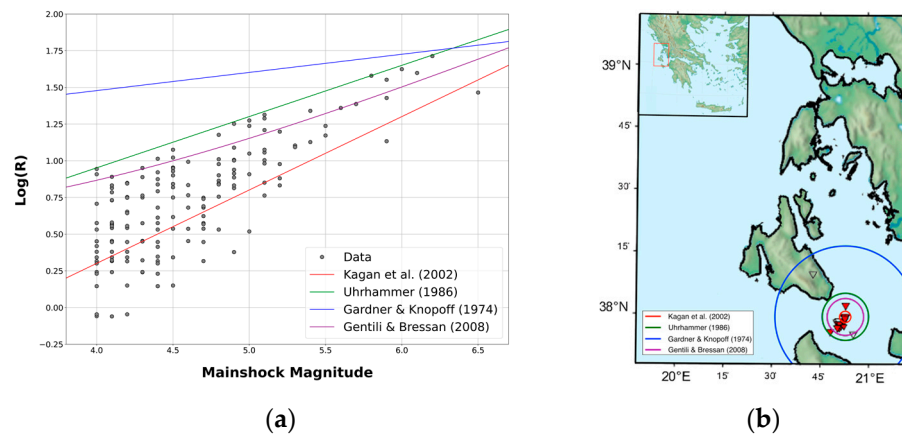 2.00
1.75
1.50
1.25
1.00
0.75
0.50
0.25
0.00
−0.25
Log(R)
4.0 4.5 5.0 5.5 6.0 6.5
Mainshock Magnitude
Data
Kagan et al. (2002)
Uhrhammer (1986)
Gardner & Knopoff (1974)
Gentili & Bressan (2008)
(a)
39°N
45'
30'
15'
38°N
Kagan et al. (2002)
Uhrhammer (1986)
Gardner & Knopoff (1974)
Gentili & Bressan (2008)
20°E 15' 30' 45' 21°E
(b)